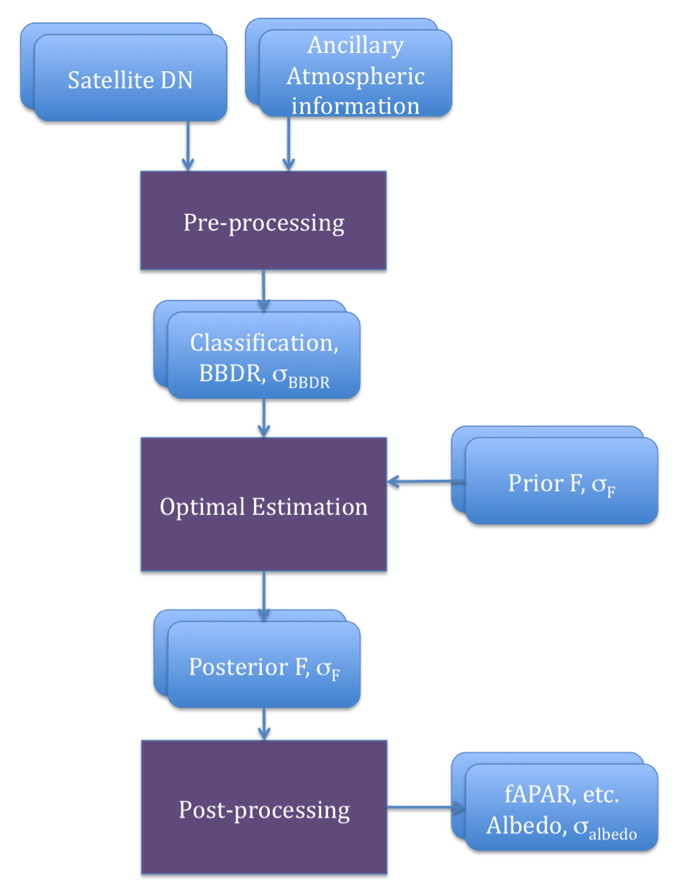 Satellite DN
Ancillary
Atmospheric
information
Pre-processing
Classification,
BBDR, σBBDR
Optimal Estimation
Prior F, σF
Posterior F, σF
Post-processing
fAPAR, etc.
Albedo, σalbedo